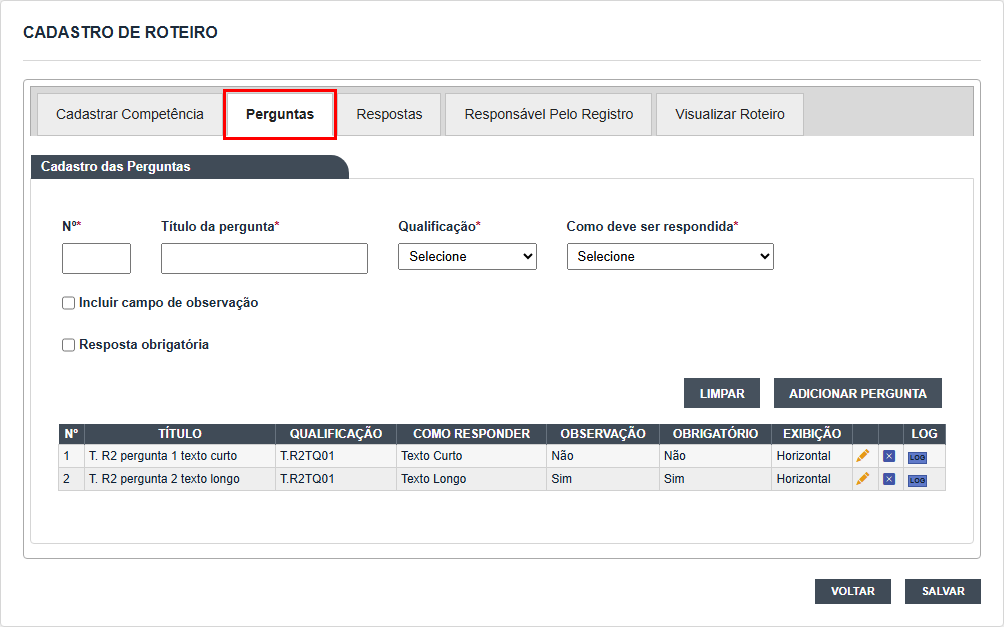 CADASTRO DE ROTEIRO
Cadastrar Competência Perguntas Respostas Responsável Pelo Registro Visualizar Roteiro
Cadastro das Perguntas
Nº* Título da pergunta* Qualificação* Como deve ser respondida*
Selecione Selecione
Incluir campo de observação
Resposta obrigatória
LIMPAR ADICIONAR PERGUNTA
Nº TÍTULO QUALIFICAÇÃO COMO RESPONDER OBSERVAÇÃO OBRIGATÓRIO EXIBIÇÃO LOG
1 T. R2 pergunta 1 texto curto T.R2TQ01 Texto Curto Não Não Horizontal LOG
2 T. R2 pergunta 2 texto longo T.R2TQ01 Texto Longo Sim Sim Horizontal LOG
VOLTAR SALVAR